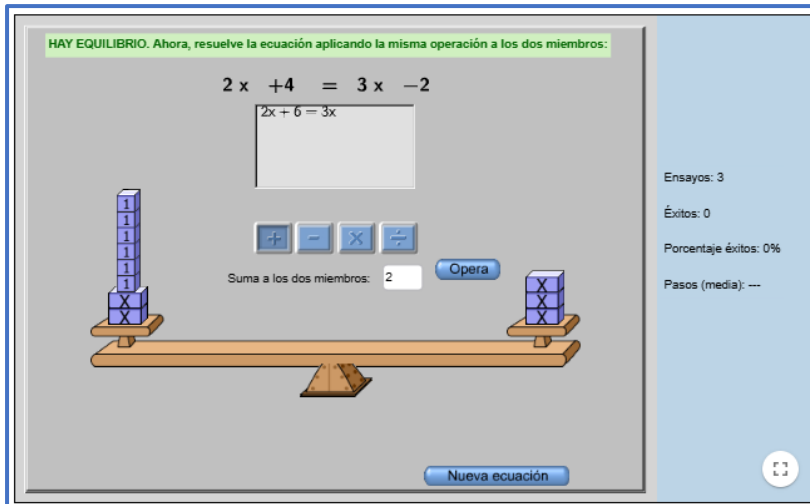 HAY EQUILIBRIO. Ahora, resuelve la ecuación aplicando la misma operación a los dos miembros:
2 x +4 = 3 x −2
2x + 6 = 3x
1
1
1
1
1
1
X
X
+ − × ÷
Suma a los dos miembros: 2 Opera
X
X
X
Nueva ecuación
Ensayos: 3
Éxitos: 0
Porcentaje éxitos: 0%
Pasos (media): ---